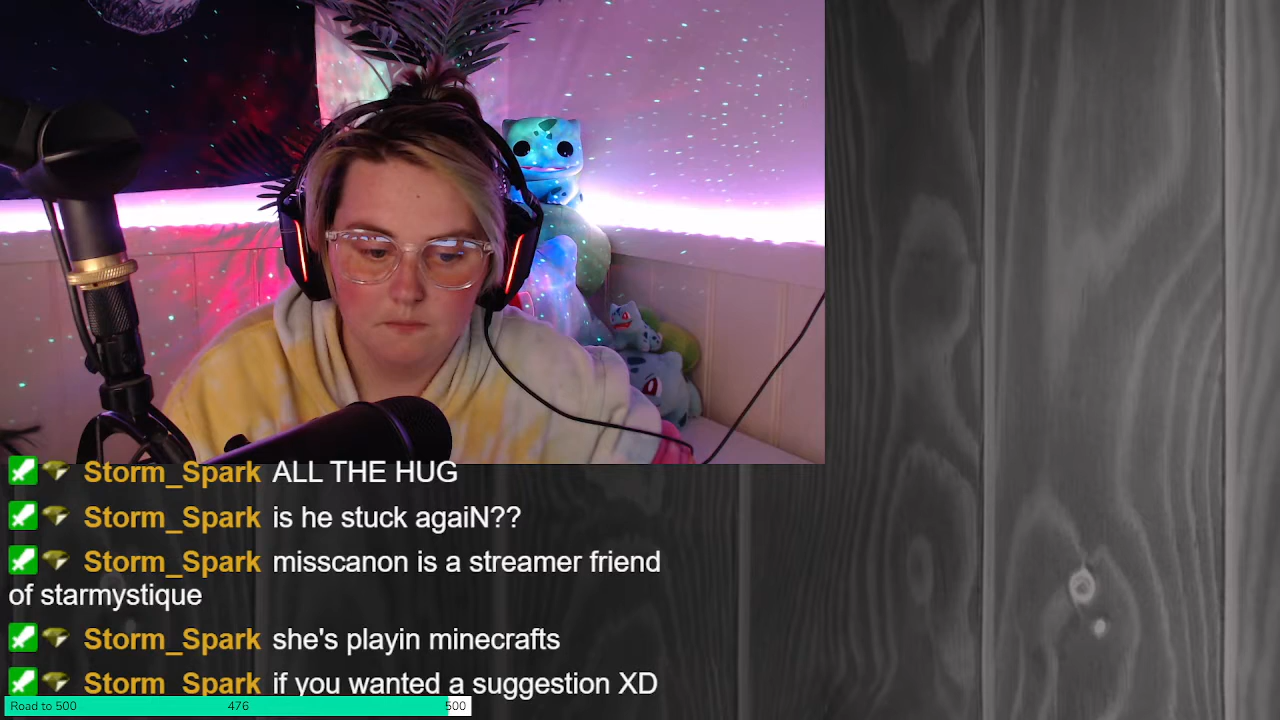 Storm_Spark ALL THE HUG
Storm_Spark is he stuck agaiN??
Storm_Spark misscanon is a streamer friend
of starmystique
Storm_Spark she's playin minecrafts
Storm_Spark if you wanted a suggestion XD
Road to 500 476 500